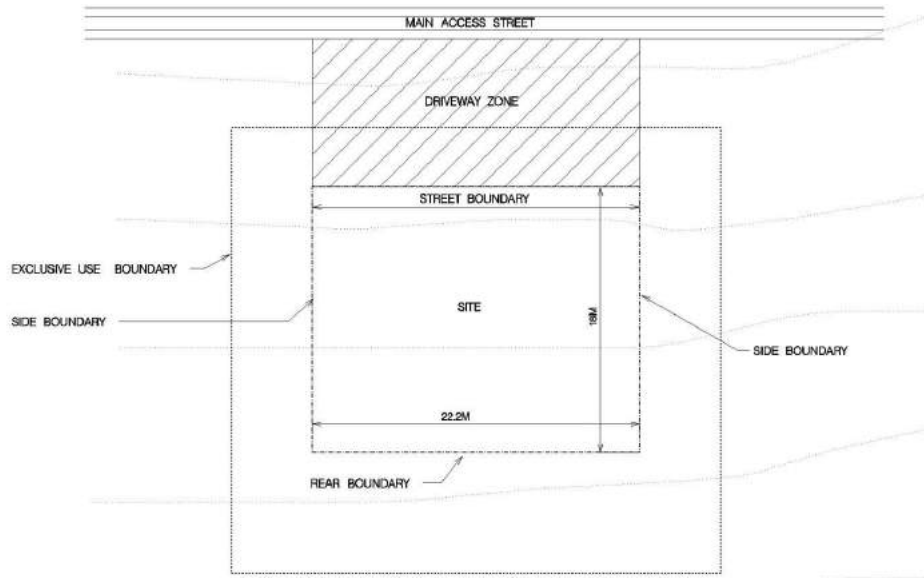 MAIN ACCESS STREET
DRIVEWAY ZONE
STREET BOUNDARY
EXCLUSIVE USE BOUNDARY
SIDE BOUNDARY
SITE
18M
SIDE BOUNDARY
22.2M
REAR BOUNDARY